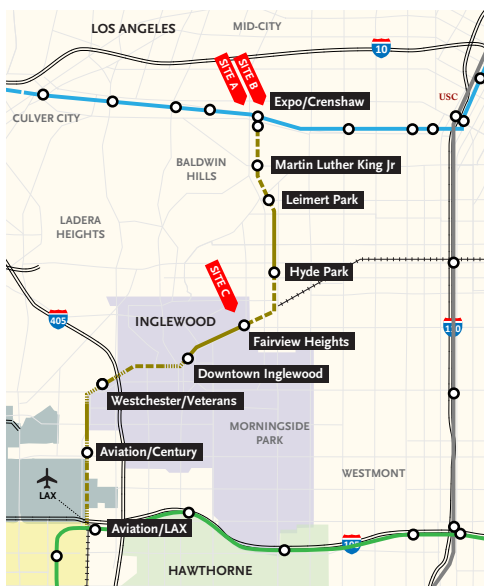 LOS ANGELES
MID-CITY
10
SITE A
SITE B
Expo/Crenshaw
USC
CULVER CITY
BALDWIN
HILLS
Martin Luther King Jr
Leimert Park
LADERA
HEIGHTS
Hyde Park
SITE C
405
INGLEWOOD
110
Fairview Heights
Downtown Inglewood
Westchester/Veterans
MORNINGSIDE
PARK
Aviation/Century
WESTMONT
LAX
Aviation/LAX
105
HAWTHORNE